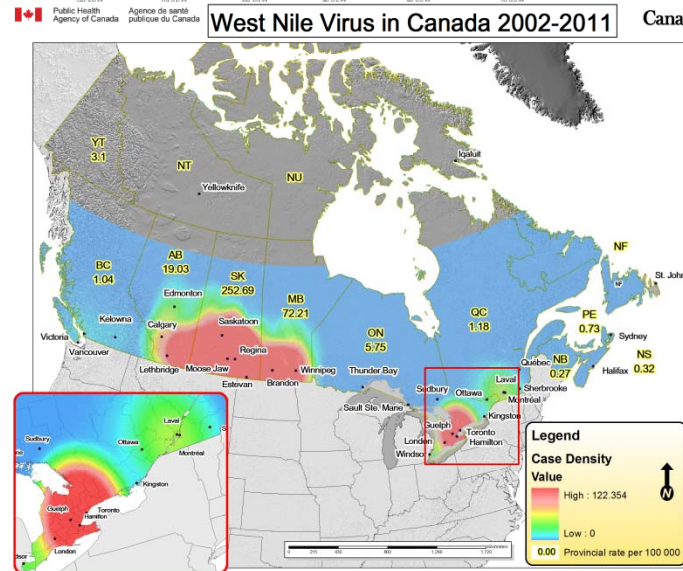 Public Health
Agency of Canada
Agence de santé
publique du Canada
West Nile Virus in Canada 2002-2011
YT
3.1
NT
NU
Iqaluit
Yellowknife
BC
1.04
AB
19.03
SK
252.69
MB
72.21
ON
5.75
QC
1.18
NF
NF
St. John
PE
0.73
NB
0.27
NS
0.32
Edmonton
Kelowna
Calgary
Saskatoon
Victoria
Vancouver
Regina
Lethbridge
Moose Jaw
Winnipeg
Estevan
Brandon
Thunder Bay
Sault Ste. Marie
Sudbury
Ottawa
Laval
Montréal
Québec
Sherbrooke
Sydney
Halifax
Kingston
Guelph
Toronto
Hamilton
London
Windsor
Sudbury
Ottawa
Laval
Montréal
Kingston
Guelph
Toronto
Hamilton
London
Legend
Case Density
Value
High : 122.354
Low : 0
0.00 Provincial rate per 100 000
N